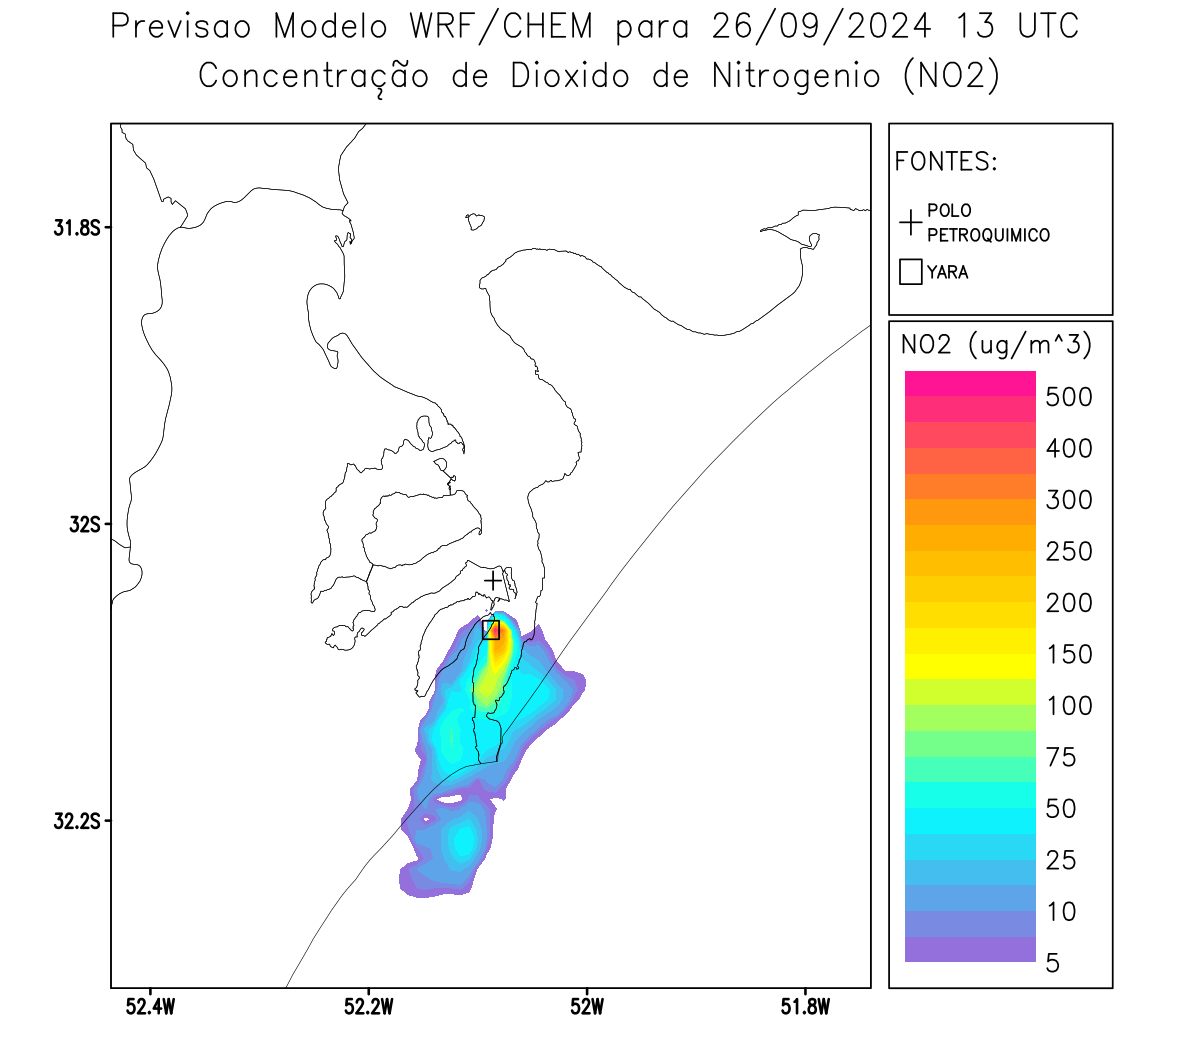 Previsao Modelo WRF/CHEM para 26/09/2024 13 UTC
Concentração de Dioxido de Nitrogenio (NO2)
FONTES:
POLO
PETROQUIMICO
YARA
NO2 (ug/m^3)
500
400
300
250
200
150
100
75
50
25
10
5
31.8S
32S
32.2S
52.4W 52.2W 52W 51.8W